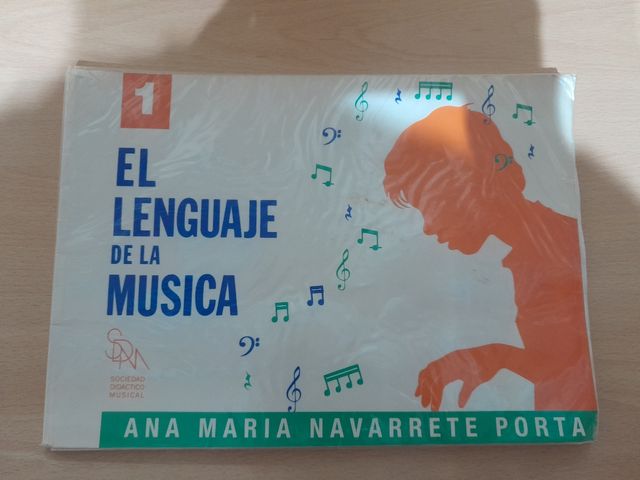 1
EL
LENGUAJE
DE LA
MUSICA
SDM
SOCIEDAD
DIDACTICO
MUSICAL
ANA MARIA NAVARRETE PORTA